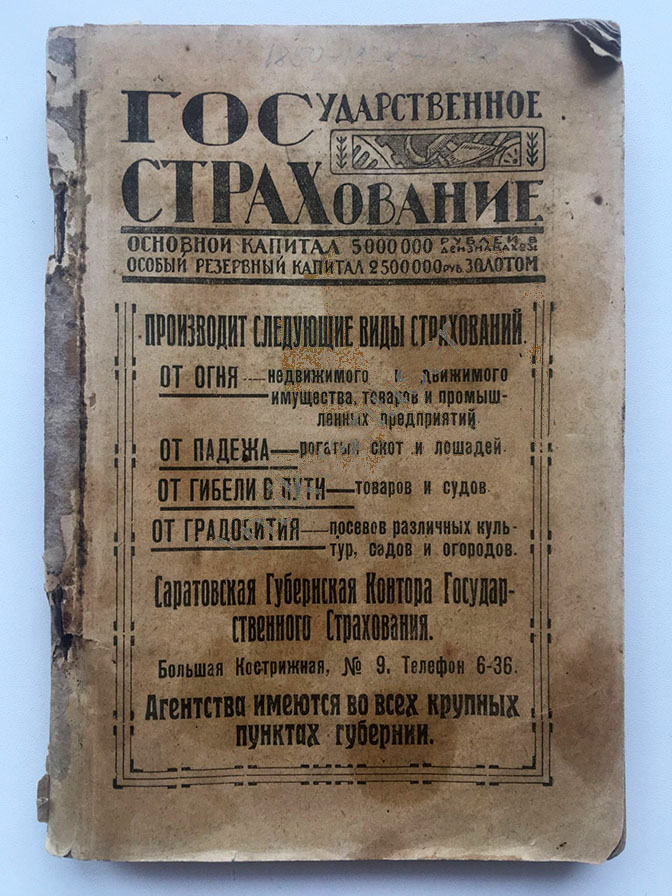 ГОСУДАРСТВЕННОЕ
СТРАХОВАНИЕ
ОСНОВНОЙ КАПИТАЛ 5000000 РУБЛЕЙ В ДЕНЗНАКАХ
ОСОБЫЙ РЕЗЕРВНЫЙ КАПИТАЛ 2500000 РУБ. ЗОЛОТОМ
ПРОИЗВОДИТ СЛЕДУЮЩИЕ ВИДЫ СТРАХОВАНИЙ.
ОТ ОГНЯ — недвижимого и движимого
имущества, товаров и промыш-
ленных предприятий
ОТ ПАДЕЖА — рогатый скот и лошадей.
ОТ ГИБЕЛИ В ПУТИ — товаров и судов.
ОТ ГРАДОБИТИЯ — посевов различных куль-
тур, садов и огородов.
Саратовская Губернская Контора Государ-
ственного Страхования.
Большая Кострижная, № 9. Телефон 6-36.
Агентства имеются во всех крупных
пунктах губернии.